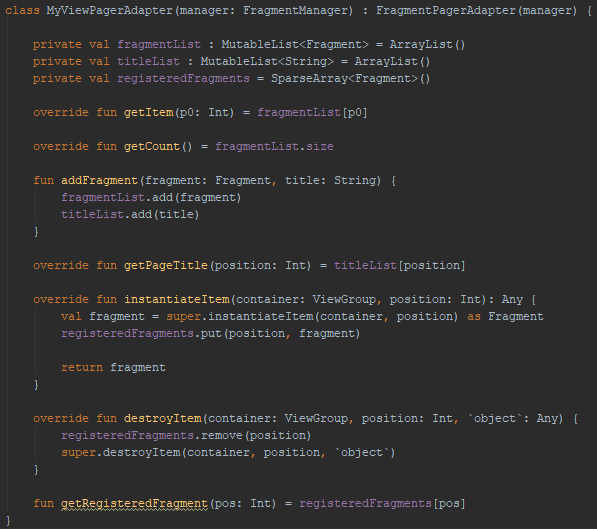 class MyViewPagerAdapter(manager: FragmentManager) : FragmentPagerAdapter(manager) {
private val fragmentList : MutableList<Fragment> = ArrayList()
private val titleList : MutableList<String> = ArrayList()
private val registeredFragments = SparseArray<Fragment>()
override fun getItem(p0: Int) = fragmentList[p0]
override fun getCount() = fragmentList.size
fun addFragment(fragment: Fragment, title: String) {
fragmentList.add(fragment)
titleList.add(title)
}
override fun getPageTitle(position: Int) = titleList[position]
override fun instantiateItem(container: ViewGroup, position: Int): Any {
val fragment = super.instantiateItem(container, position) as Fragment
registeredFragments.put(position, fragment)
return fragment
}
override fun destroyItem(container: ViewGroup, position: Int, `object`: Any) {
registeredFragments.remove(position)
super.destroyItem(container, position, `object`)
}
fun getRegisteredFragment(pos: Int) = registeredFragments[pos]
}